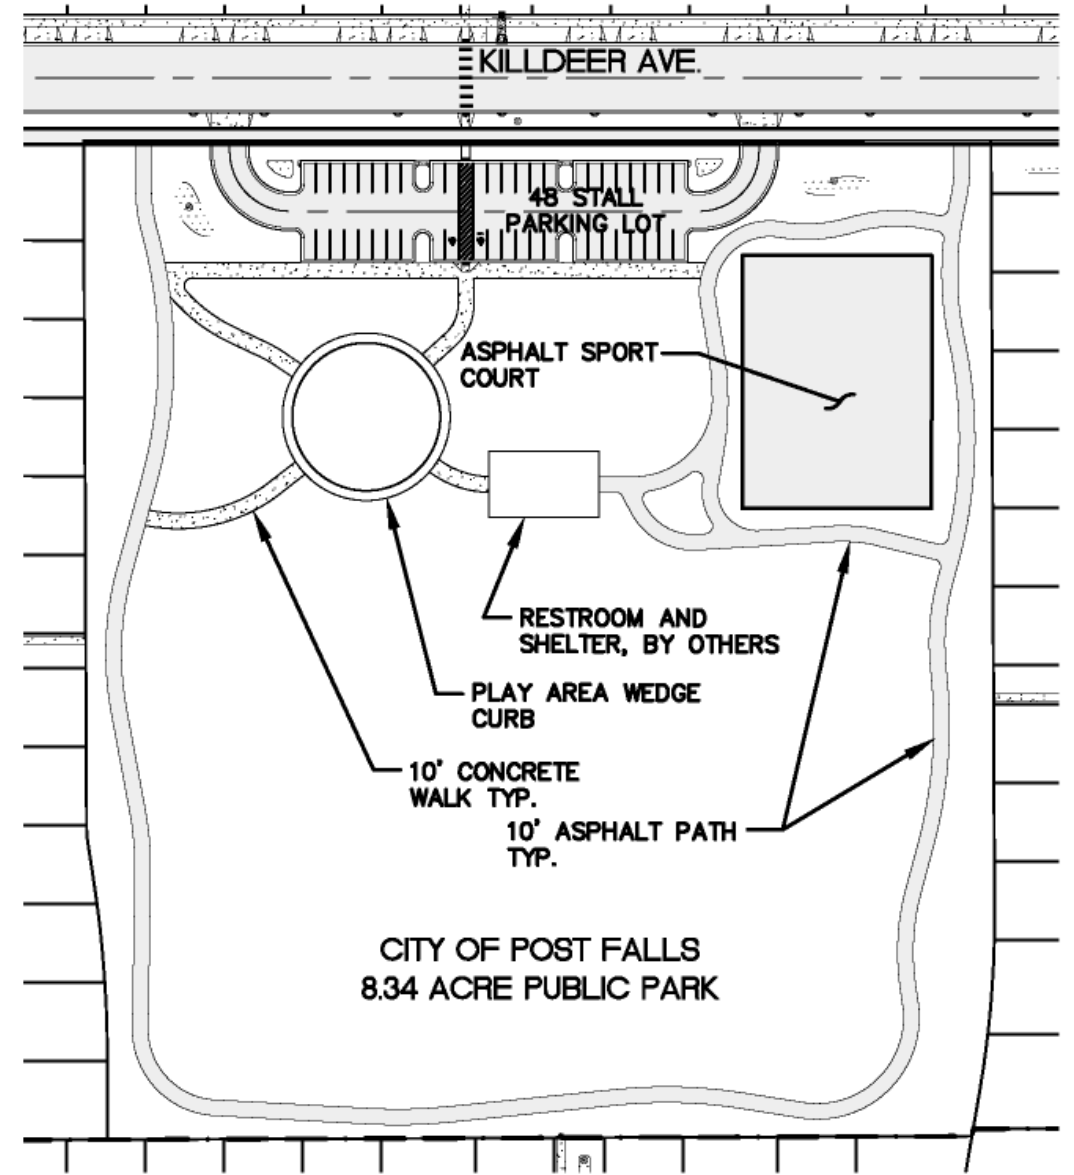 KILLDEER AVE.
48 STALL
PARKING LOT
ASPHALT SPORT
COURT
RESTROOM AND
SHELTER, BY OTHERS
PLAY AREA WEDGE
CURB
10' CONCRETE
WALK TYP.
10' ASPHALT PATH
TYP.
CITY OF POST FALLS
8.34 ACRE PUBLIC PARK